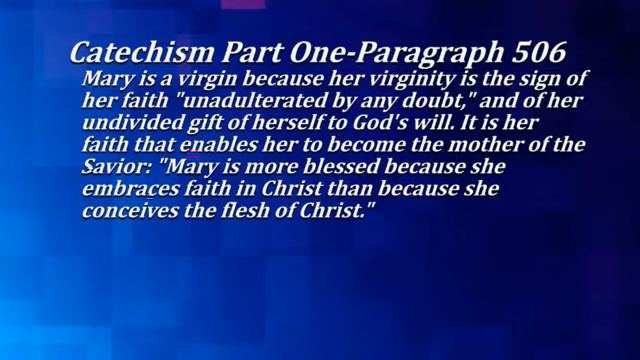 Catechism Part One-Paragraph 506
Mary is a virgin because her virginity is the sign of
her faith "unadulterated by any doubt," and of her
undivided gift of herself to God's will. It is her
faith that enables her to become the mother of the
Savior: "Mary is more blessed because she
embraces faith in Christ than because she
conceives the flesh of Christ."